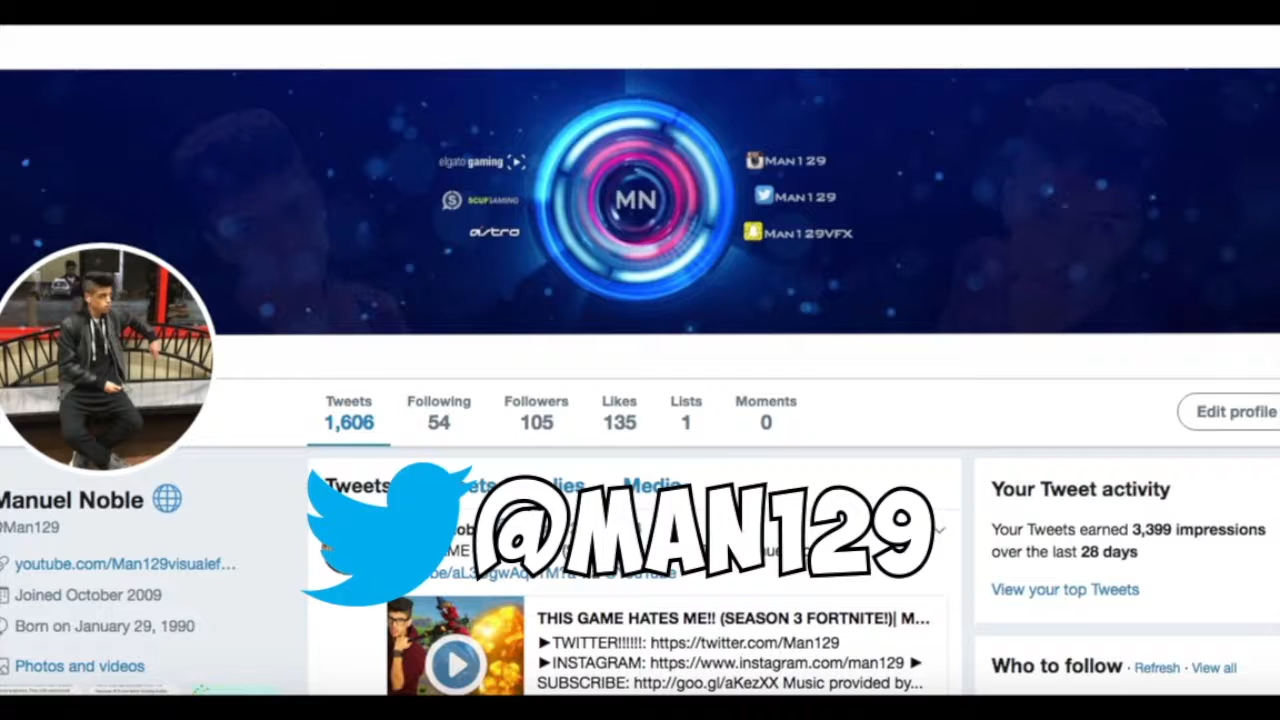 elgato gaming
SCUFGAMING
ASTRO
MN
MAN129
MAN129
MAN129VFX
Tweets Following Followers Likes Lists Moments
1,606 54 105 135 1 0
Edit profile
Manuel Noble
@Man129
youtube.com/Man129visualef...
Joined October 2009
Born on January 29, 1990
Photos and videos
Tweets Media
@MAN129
THIS GAME HATES ME!! (SEASON 3 FORTNITE!)| M...
►TWITTER!!!!!!: https://twitter.com/Man129
►INSTAGRAM: https://www.instagram.com/man129 ►
SUBSCRIBE: http://goo.gl/aKezXX Music provided by...
Your Tweet activity
Your Tweets earned 3,399 impressions
over the last 28 days
View your top Tweets
Who to follow · Refresh · View all